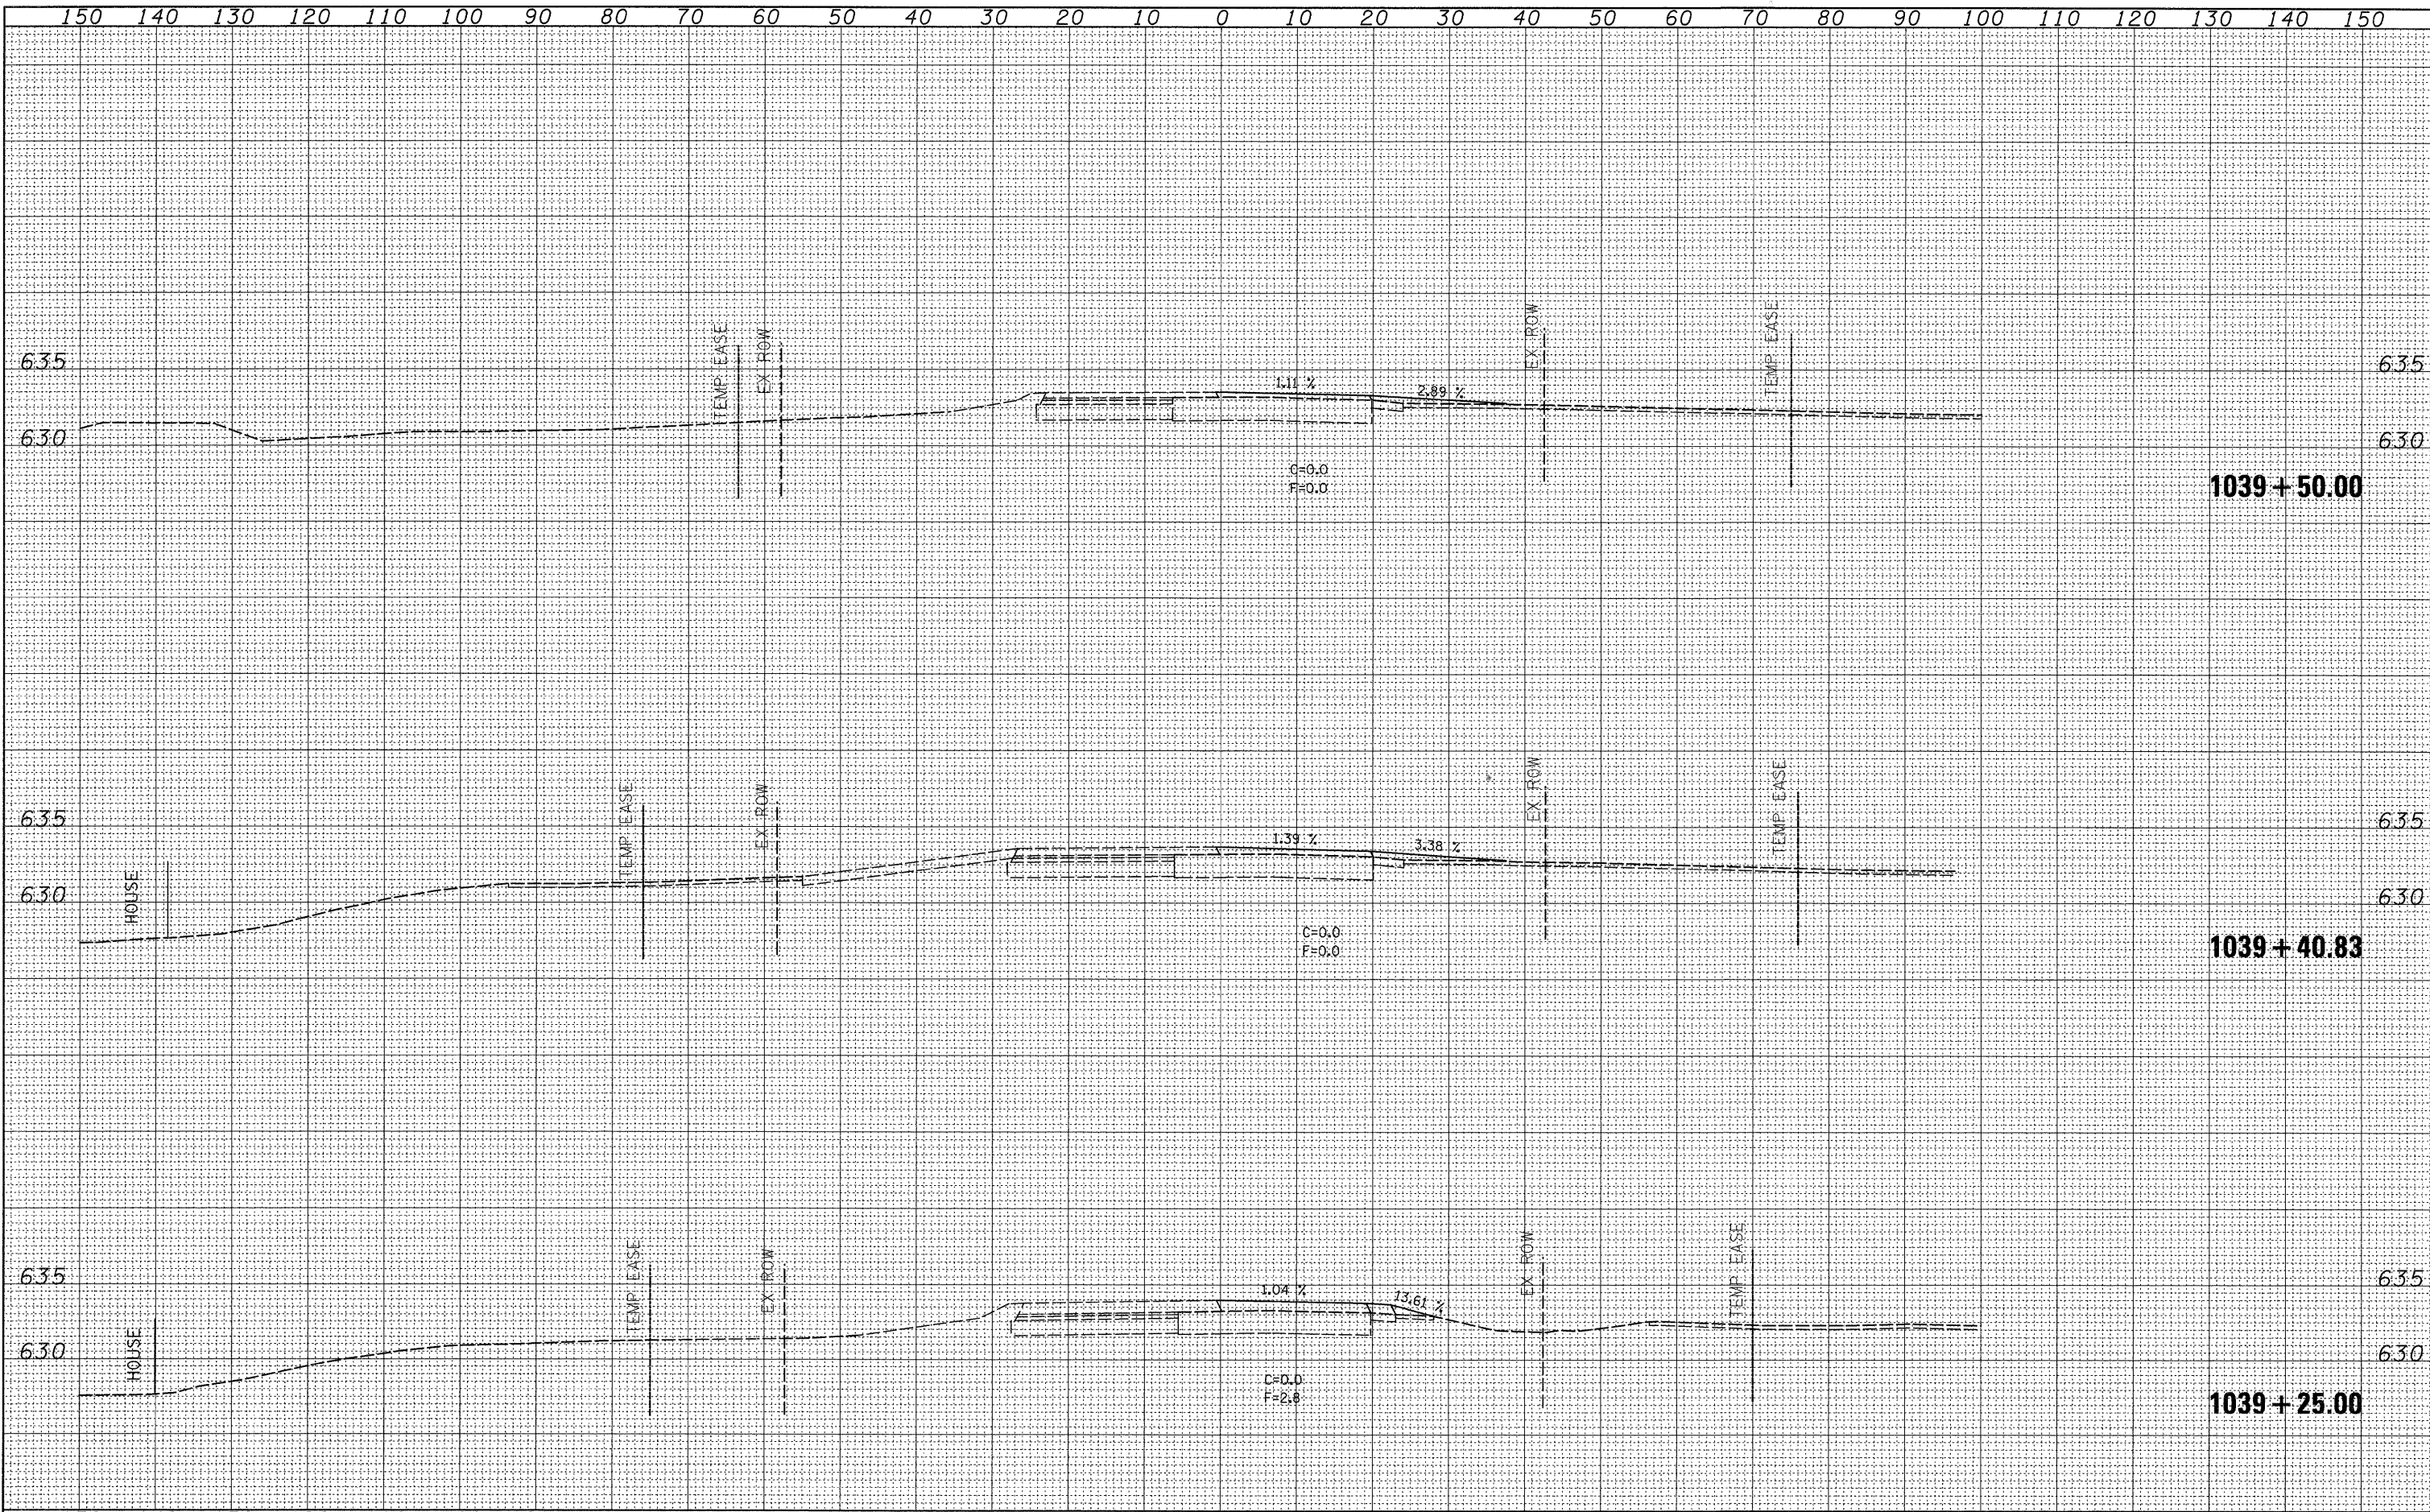 150 140 130 120 110 100 90 80 70 60 50 40 30 20 10 0 10 20 30 40 50 60 70 80 90 100 110 120 130 140 150
TEMP EASE
EX ROW
EX ROW
TEMP EASE
635 635
1.11 %
2.89 %
630 630
C=0.0
F=0.0
1039 + 50.00
TEMP EASE
EX ROW
EX ROW
TEMP EASE
635 635
1.39 %
3.38 %
HOUSE
630 630
C=0.0
F=0.0
1039 + 40.83
TEMP EASE
EX ROW
EX ROW
TEMP EASE
635 635
1.04 %
13.61 %
HOUSE
630 630
C=0.0
F=2.8
1039 + 25.00